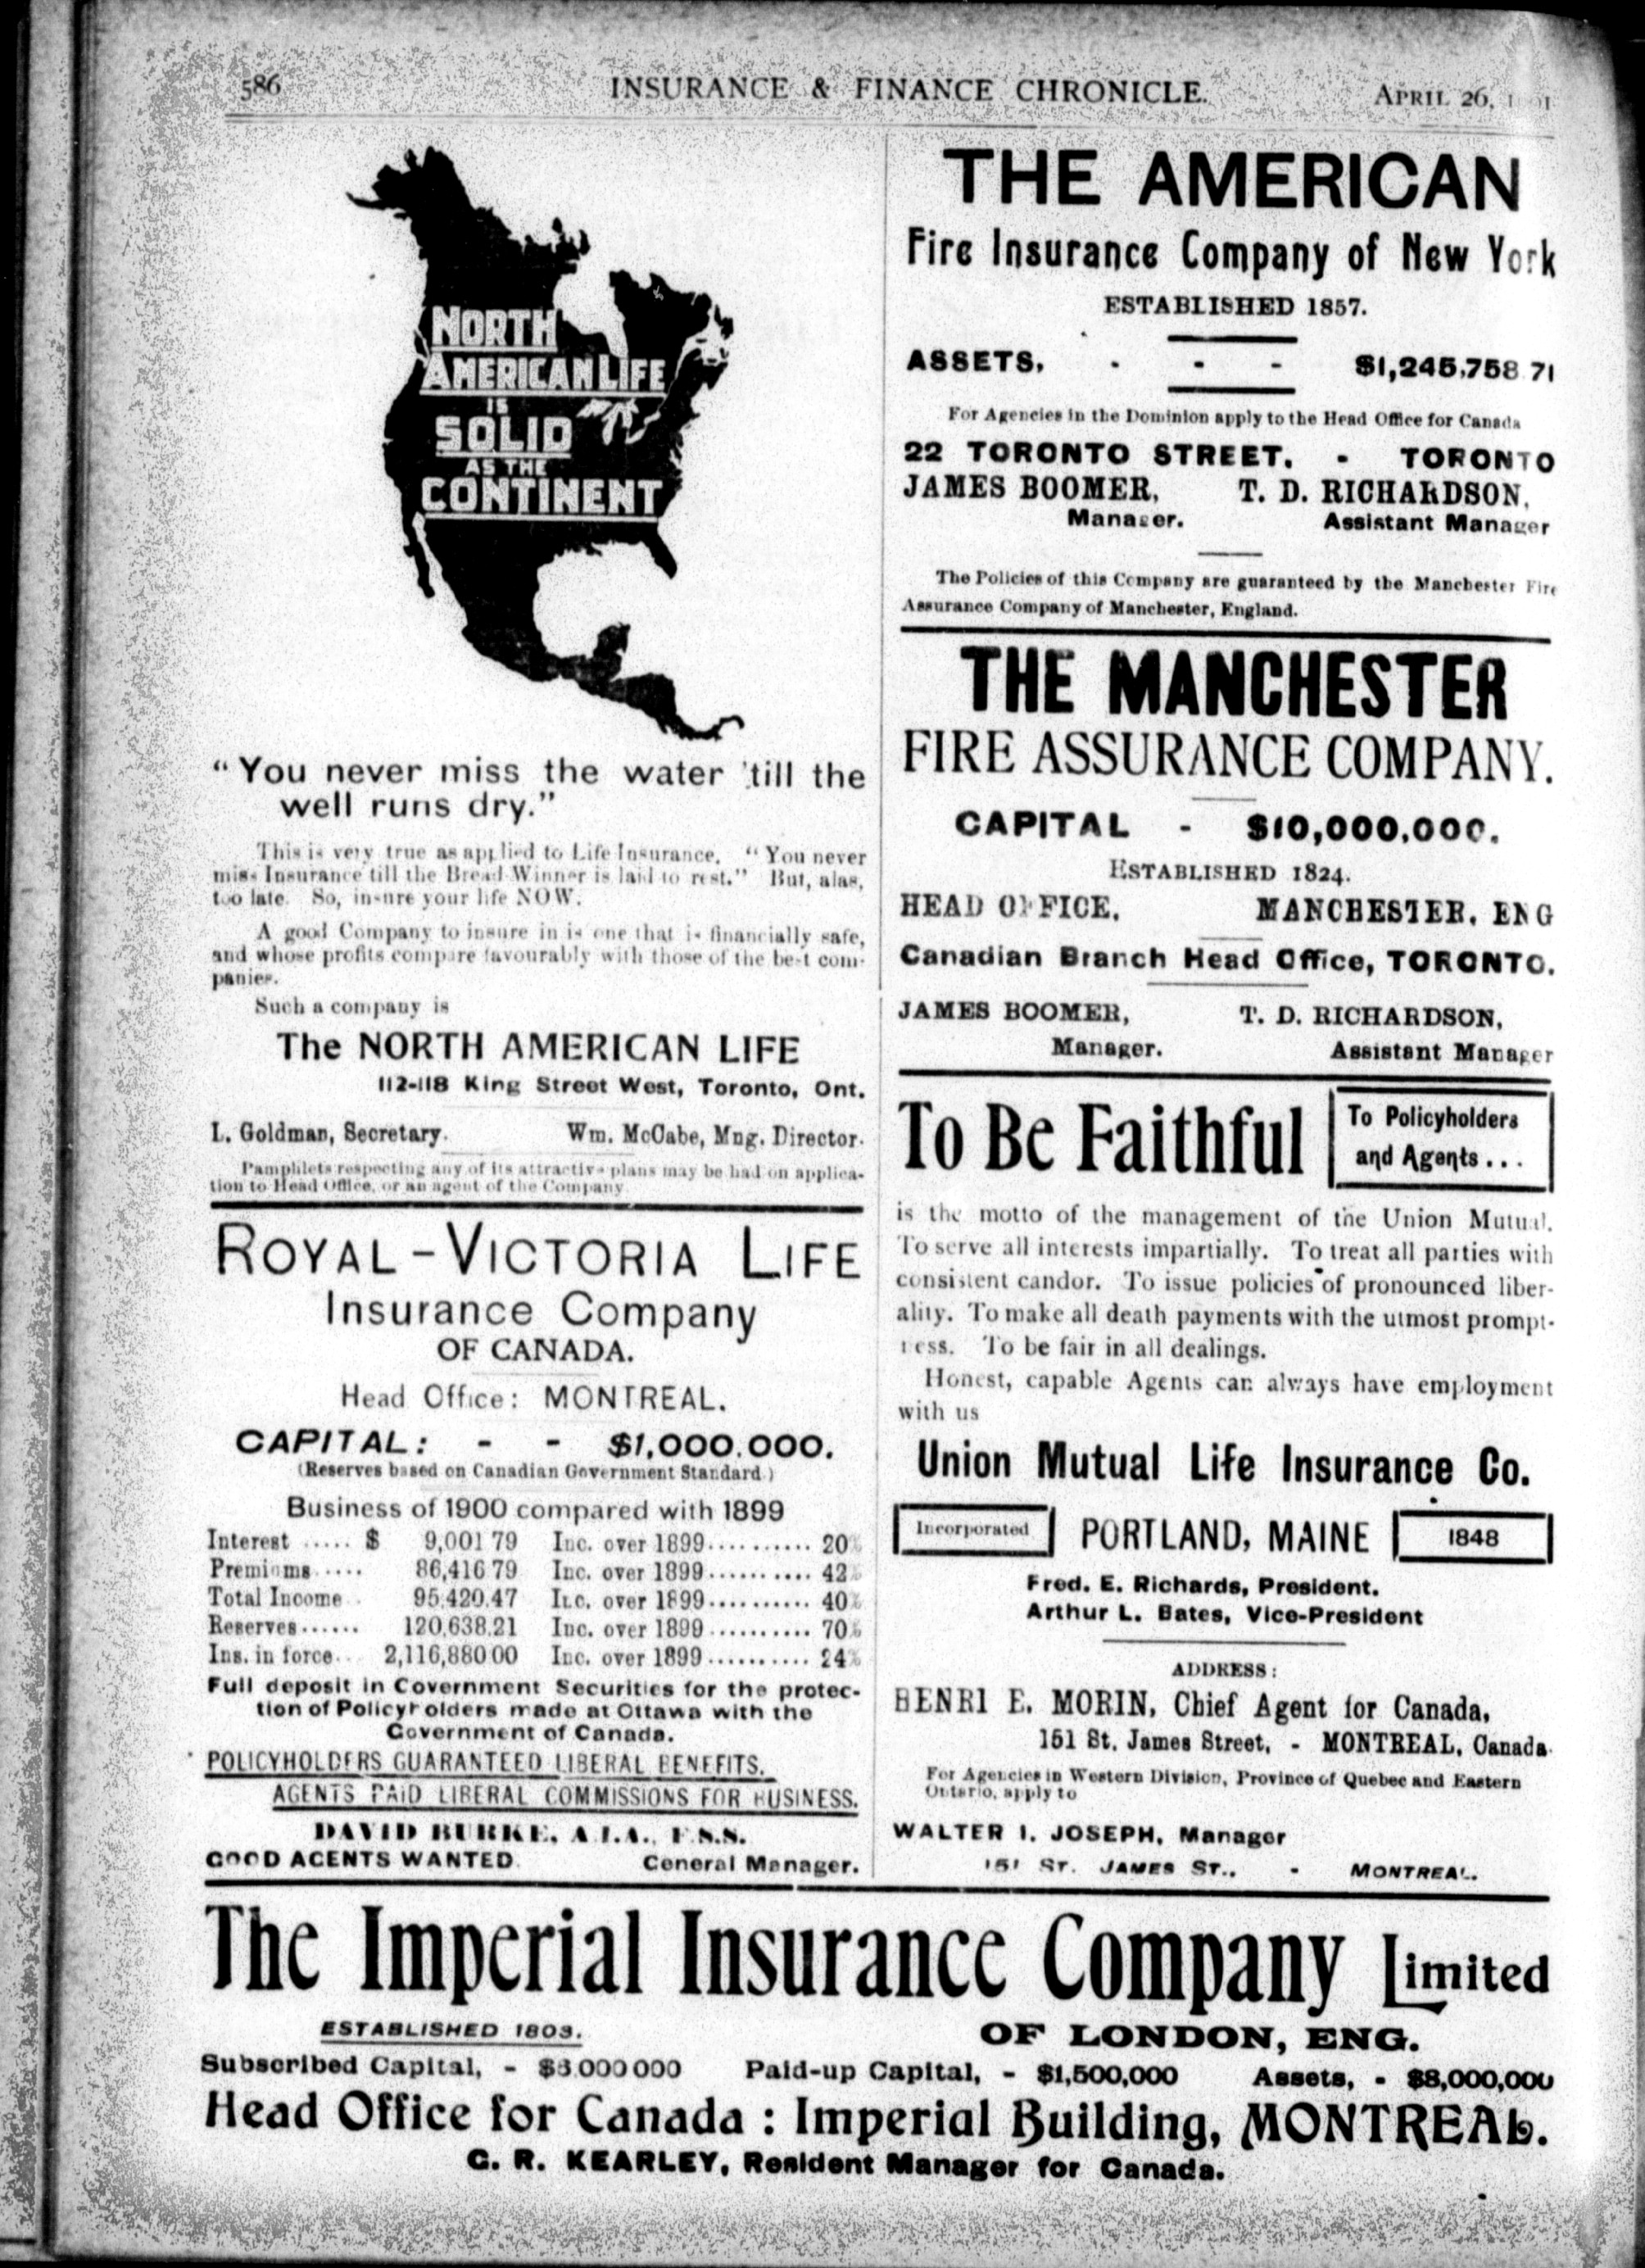 586 INSURANCE & FINANCE CHRONICLE. APRIL 26,
NORTH
AMERICAN LIFE
IS
SOLID
AS THE
CONTINENT
"You never miss the water 'till the
well runs dry."
This is very true as applied to Life Insurance. "You never
miss Insurance till the Bread Winner is laid to rest." But, alas,
too late. So, insure your life NOW.
A good Company to insure in is one that is financially safe,
and whose profits compare favourably with those of the best com-
panies.
Such a company is
The NORTH AMERICAN LIFE
112-118 King Street West, Toronto, Ont.
L. Goldman, Secretary. Wm. McCabe, Mng. Director.
Pamphlets respecting any of its attractive plans may be had on applica-
tion to Head Office, or an agent of the Company
ROYAL-VICTORIA LIFE
Insurance Company
OF CANADA.
Head Office: MONTREAL.
CAPITAL: - - $1,000,000.
(Reserves based on Canadian Government Standard.)
Business of 1900 compared with 1899
Interest ..... $ 9,001 79 Inc. over 1899.......... 20%
Premiums ..... 86,416 79 Inc. over 1899.......... 42%
Total Income .. 95,420.47 Inc. over 1899.......... 40%
Reserves...... 120,638.21 Inc. over 1899.......... 70%
Ins. in force... 2,116,880 00 Inc. over 1899.......... 24%
Full deposit in Government Securities for the protec-
tion of Policyholders made at Ottawa with the
Government of Canada.
POLICYHOLDERS GUARANTEED LIBERAL BENEFITS.
AGENTS PAID LIBERAL COMMISSIONS FOR BUSINESS.
DAVID BURKE, A.I.A., F.S.S.
GOOD AGENTS WANTED. General Manager.
THE AMERICAN
Fire Insurance Company of New York
ESTABLISHED 1857.
ASSETS, - - - $1,245,758 71
For Agencies in the Dominion apply to the Head Office for Canada
22 TORONTO STREET. - TORONTO
JAMES BOOMER, T. D. RICHARDSON,
Manager. Assistant Manager
The Policies of this Company are guaranteed by the Manchester Fire
Assurance Company of Manchester, England.
THE MANCHESTER
FIRE ASSURANCE COMPANY.
CAPITAL - $10,000,000.
ESTABLISHED 1824.
HEAD OFFICE, MANCHESTER, ENG
Canadian Branch Head Office, TORONTO.
JAMES BOOMER, T. D. RICHARDSON,
Manager. Assistant Manager
To Be Faithful To Policyholders
and Agents...
is the motto of the management of the Union Mutual.
To serve all interests impartially. To treat all parties with
consistent candor. To issue policies of pronounced liber-
ality. To make all death payments with the utmost prompt-
ness. To be fair in all dealings.
Honest, capable Agents can always have employment
with us
Union Mutual Life Insurance Co.
Incorporated PORTLAND, MAINE 1848
Fred. E. Richards, President.
Arthur L. Bates, Vice-President
ADDRESS:
HENRI E. MORIN, Chief Agent for Canada,
151 St. James Street, - MONTREAL, Canada.
For Agencies in Western Division, Province of Quebec and Eastern
Ontario, apply to
WALTER I. JOSEPH, Manager
151 ST. JAMES ST., - MONTREAL.
The Imperial Insurance Company Limited
ESTABLISHED 1803. OF LONDON, ENG.
Subscribed Capital, - Paid-up Capital, - $1,500,000 Assets, - $8,000,000
Head Office for Canada : Imperial Building, MONTREAL.
G. R. KEARLEY, Resident Manager for Canada.